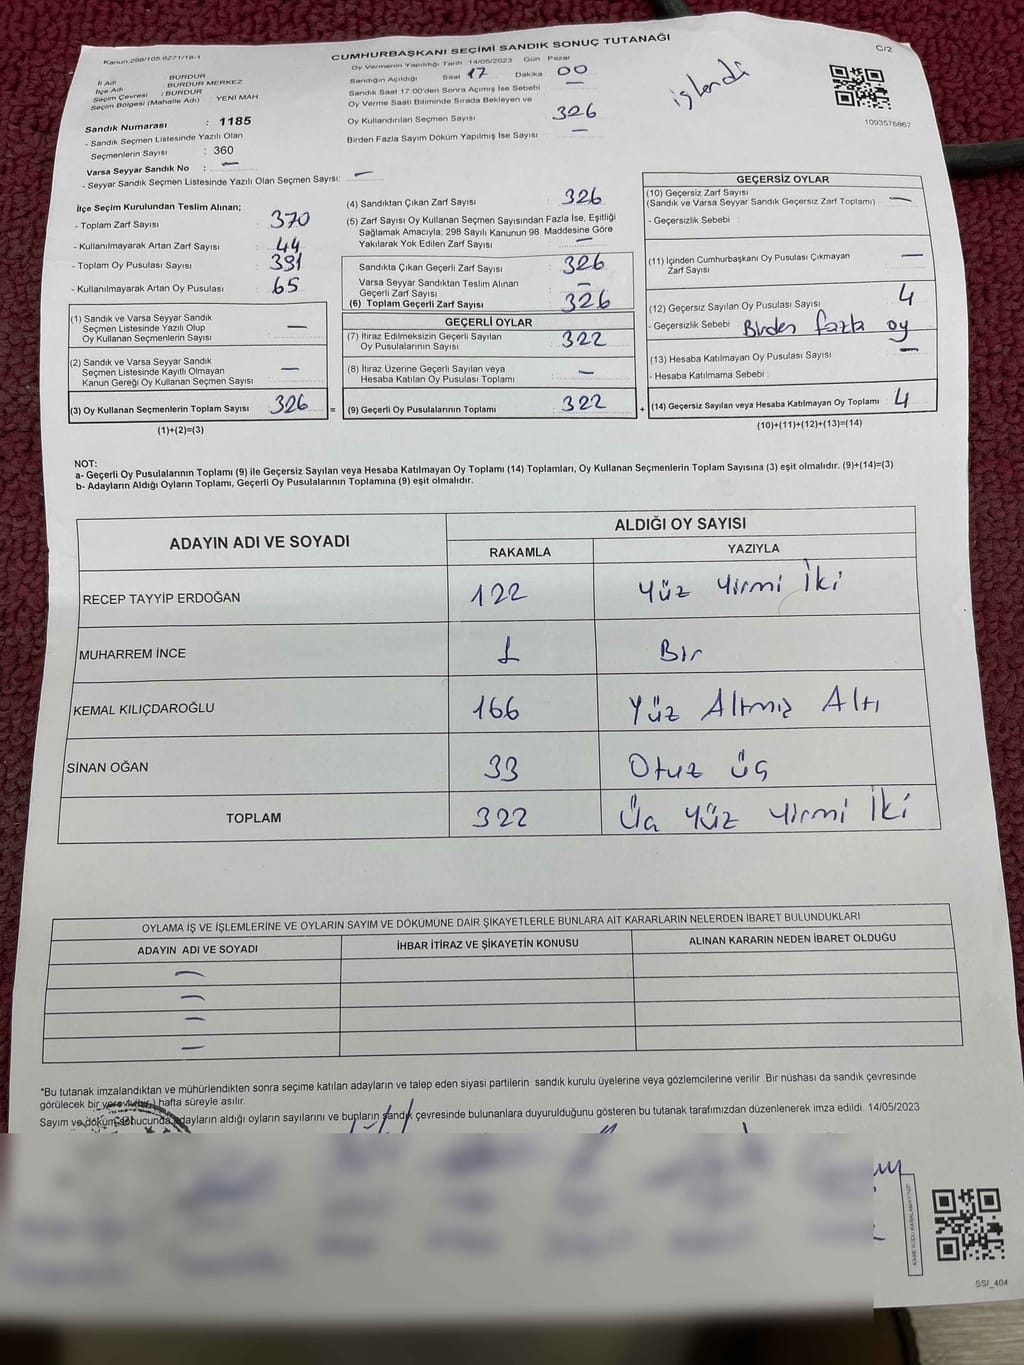 Kanun: 298/105, 6271/18-1
CUMHURBAŞKANI SEÇİMİ SANDIK SONUÇ TUTANAĞI
C/2
Oy Vermenin Yapıldığı Tarih : 14/05/2023 Gün : Pazar
İl Adı : BURDUR
İlçe Adı : BURDUR MERKEZ
Seçim Çevresi : BURDUR
Seçim Bölgesi (Mahalle Adı) : YENİ MAH
Sandığın Açıldığı Saat 17 Dakika 00
Sandık Saat 17:00'den Sonra Açımış İse Sebebi —
Oy Verme Saati Bitiminde Sırada Bekleyen ve
Oy Kullandırılan Seçmen Sayısı 326
Birden Fazla Sayım Döküm Yapılmış İse Sayısı —
işlendi
1093576867
Sandık Numarası : 1185
- Sandık Seçmen Listesinde Yazılı Olan
Seçmenlerin Sayısı : 360
Varsa Seyyar Sandık No : —
- Seyyar Sandık Seçmen Listesinde Yazılı Olan Seçmen Sayısı: —
İlçe Seçim Kurulundan Teslim Alınan;
- Toplam Zarf Sayısı : 370
- Kullanılmayarak Artan Zarf Sayısı : 44
- Toplam Oy Pusulası Sayısı : 391
- Kullanılmayarak Artan Oy Pusulası : 65
(1) Sandık ve Varsa Seyyar Sandık
Seçmen Listesinde Yazılı Olup
Oy Kullanan Seçmenlerin Sayısı —
(2) Sandık ve Varsa Seyyar Sandık
Seçmen Listesinde Kayıtlı Olmayan
Kanun Gereği Oy Kullanan Seçmen Sayısı —
(3) Oy Kullanan Seçmenlerin Toplam Sayısı 326
(1)+(2)=(3)
=
(4) Sandıktan Çıkan Zarf Sayısı : 326
(5) Zarf Sayısı Oy Kullanan Seçmen Sayısından Fazla İse, Eşitliği
Sağlamak Amacıyla; 298 Sayılı Kanunun 98. Maddesine Göre
Yakılarak Yok Edilen Zarf Sayısı : —
Sandıkta Çıkan Geçerli Zarf Sayısı : 326
Varsa Seyyar Sandıktan Teslim Alınan
Geçerli Zarf Sayısı : —
(6) Toplam Geçerli Zarf Sayısı : 326
GEÇERLİ OYLAR
(7) İtiraz Edilmeksizin Geçerli Sayılan
Oy Pusulalarının Sayısı : 322
(8) İtiraz Üzerine Geçerli Sayılan veya
Hesaba Katılan Oy Pusulası Toplamı : —
(9) Geçerli Oy Pusulalarının Toplamı : 322
+
GEÇERSİZ OYLAR
(10) Geçersiz Zarf Sayısı
(Sandık ve Varsa Seyyar Sandık Geçersiz Zarf Toplamı) —
- Geçersizlik Sebebi :
(11) İçinden Cumhurbaşkanı Oy Pusulası Çıkmayan
Zarf Sayısı —
(12) Geçersiz Sayılan Oy Pusulası Sayısı 4
- Geçersizlik Sebebi : Birden fazla oy
(13) Hesaba Katılmayan Oy Pusulası Sayısı —
- Hesaba Katılmama Sebebi :
(14) Geçersiz Sayılan veya Hesaba Katılmayan Oy Toplamı 4
(10)+(11)+(12)+(13)=(14)
NOT:
a- Geçerli Oy Pusulalarının Toplamı (9) ile Geçersiz Sayılan veya Hesaba Katılmayan Oy Toplamı (14) Toplamları, Oy Kullanan Seçmenlerin Toplam Sayısına (3) eşit olmalıdır. (9)+(14)=(3)
b- Adayların Aldığı Oyların Toplamı, Geçerli Oy Pusulalarının Toplamına (9) eşit olmalıdır.
ADAYIN ADI VE SOYADI
ALDIĞI OY SAYISI
RAKAMLA YAZIYLA
RECEP TAYYİP ERDOĞAN 122 Yüz Yirmi İki
MUHARREM İNCE 1 Bir
KEMAL KILIÇDAROĞLU 166 Yüz Altmış Altı
SİNAN OĞAN 33 Otuz üç
TOPLAM 322 Üç Yüz Yirmi İki
OYLAMA İŞ VE İŞLEMLERİNE VE OYLARIN SAYIM VE DÖKÜMÜNE DAİR ŞİKAYETLERLE BUNLARA AİT KARARLARIN NELERDEN İBARET BULUNDUKLARI
ADAYIN ADI VE SOYADI İHBAR İTİRAZ VE ŞİKAYETİN KONUSU ALINAN KARARIN NEDEN İBARET OLDUĞU
—
—
—
—
*Bu tutanak imzalandıktan ve mühürlendikten sonra seçime katılan adayların ve talep eden siyasi partilerin sandık kurulu üyelerine veya gözlemcilerine verilir .Bir nüshası da sandık çevresinde
görülecek bir yere (bir) hafta süreyle asılır.
Sayım ve döküm sonucunda adayların aldığı oyların sayılarını ve bunların sandık çevresinde bulunanlara duyurulduğunu gösteren bu tutanak tarafımızdan düzenlenerek imza edildi. 14/05/2023
SSI_404